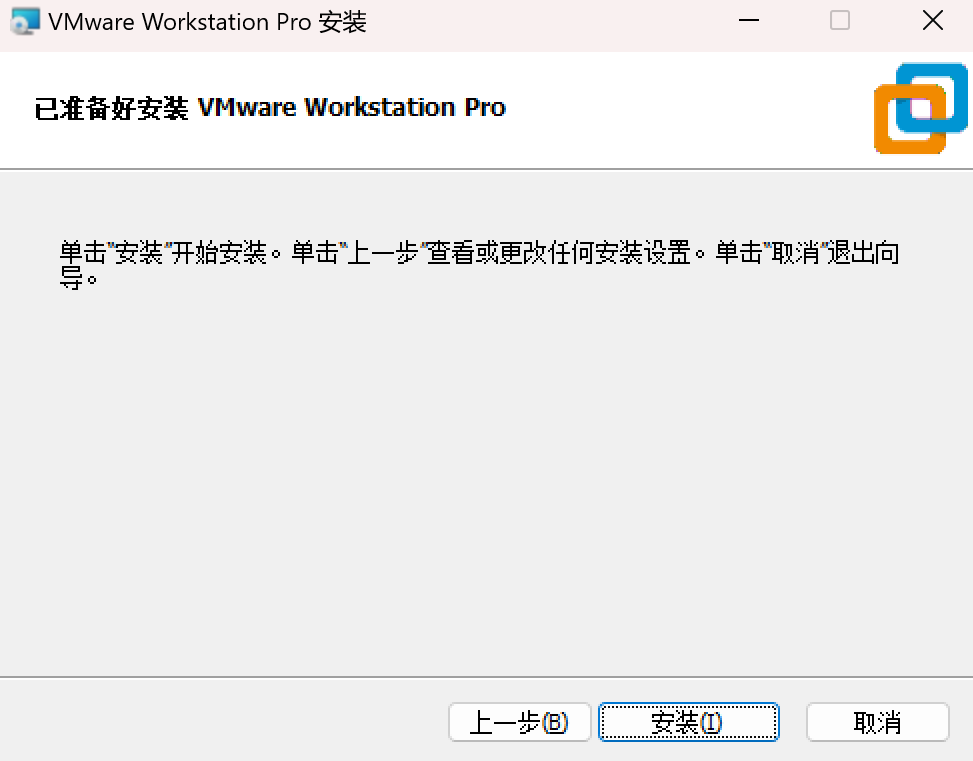 VMware Workstation Pro 安装
已准备好安装 VMware Workstation Pro
单击“安装”开始安装。单击“上一步”查看或更改任何安装设置。单击“取消”退出向
导。
上一步(B) 安装(I) 取消